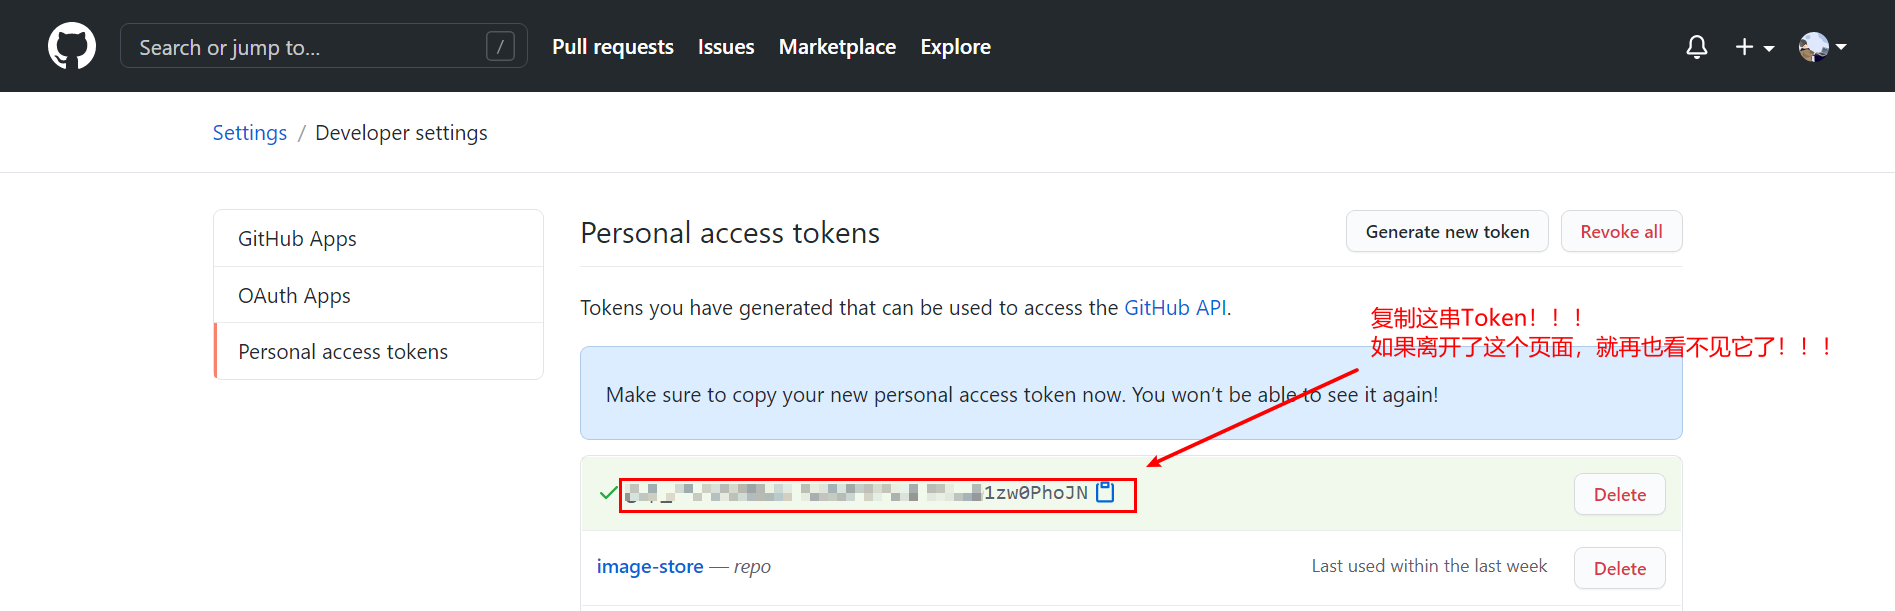 Search or jump to...
/
Pull requests
Issues
Marketplace
Explore
Settings / Developer settings
GitHub Apps
OAuth Apps
Personal access tokens
Personal access tokens
Generate new token
Revoke all
Tokens you have generated that can be used to access the GitHub API.
复制这串Token！！！
如果离开了这个页面，就再也看不见它了！！！
Make sure to copy your new personal access token now. You won’t be able to see it again!
1zw0PhoJN
Delete
image-store — repo
Last used within the last week
Delete